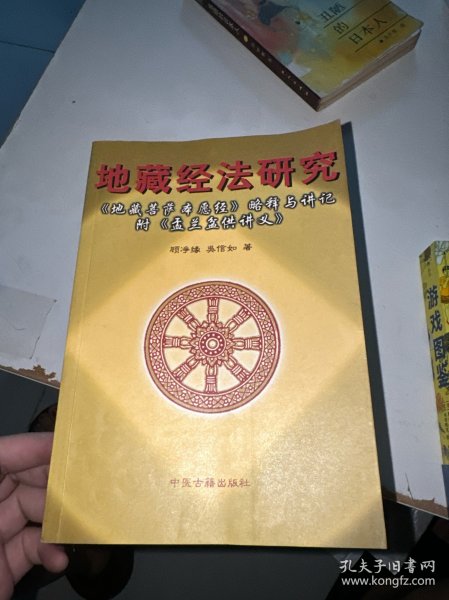 丑陋的日本人
地藏经法研究
《地藏菩萨本愿经》略释与讲记
附《盂兰盆供讲义》
顾净缘 吴信如 著
中医古籍出版社
游戏图鉴
孔夫子旧书网
www.kongfz.com